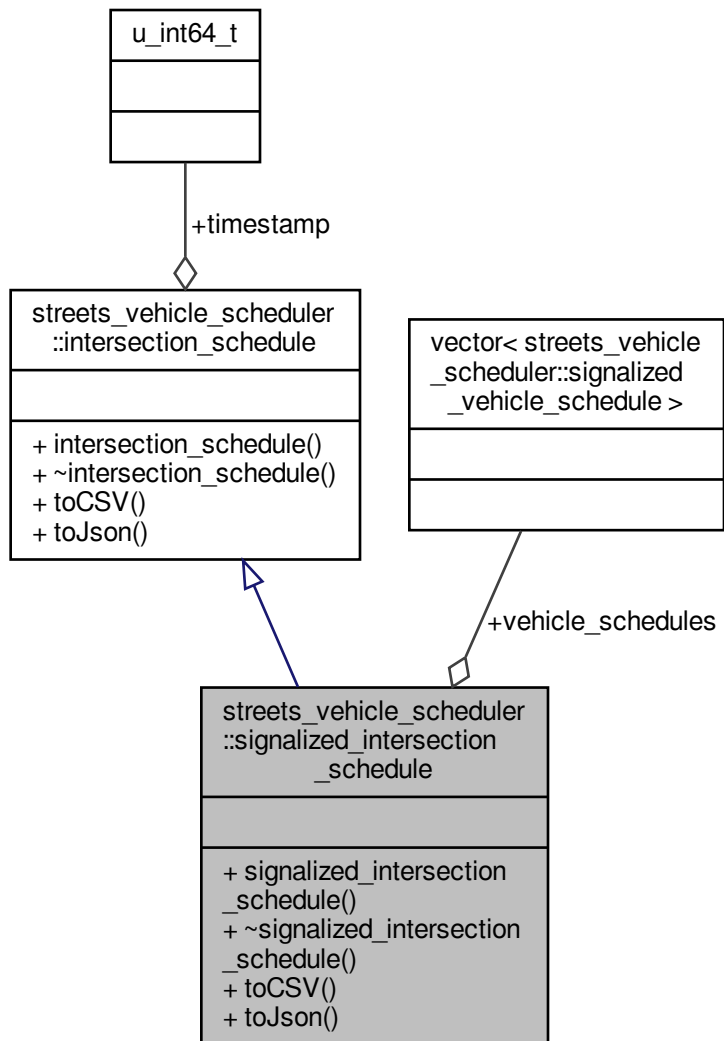 u_int64_t
+timestamp
streets_vehicle_scheduler
::intersection_schedule
+ intersection_schedule()
+ ~intersection_schedule()
+ toCSV()
+ toJson()
vector< streets_vehicle
_scheduler::signalized
_vehicle_schedule >
+vehicle_schedules
streets_vehicle_scheduler
::signalized_intersection
_schedule
+ signalized_intersection
_schedule()
+ ~signalized_intersection
_schedule()
+ toCSV()
+ toJson()